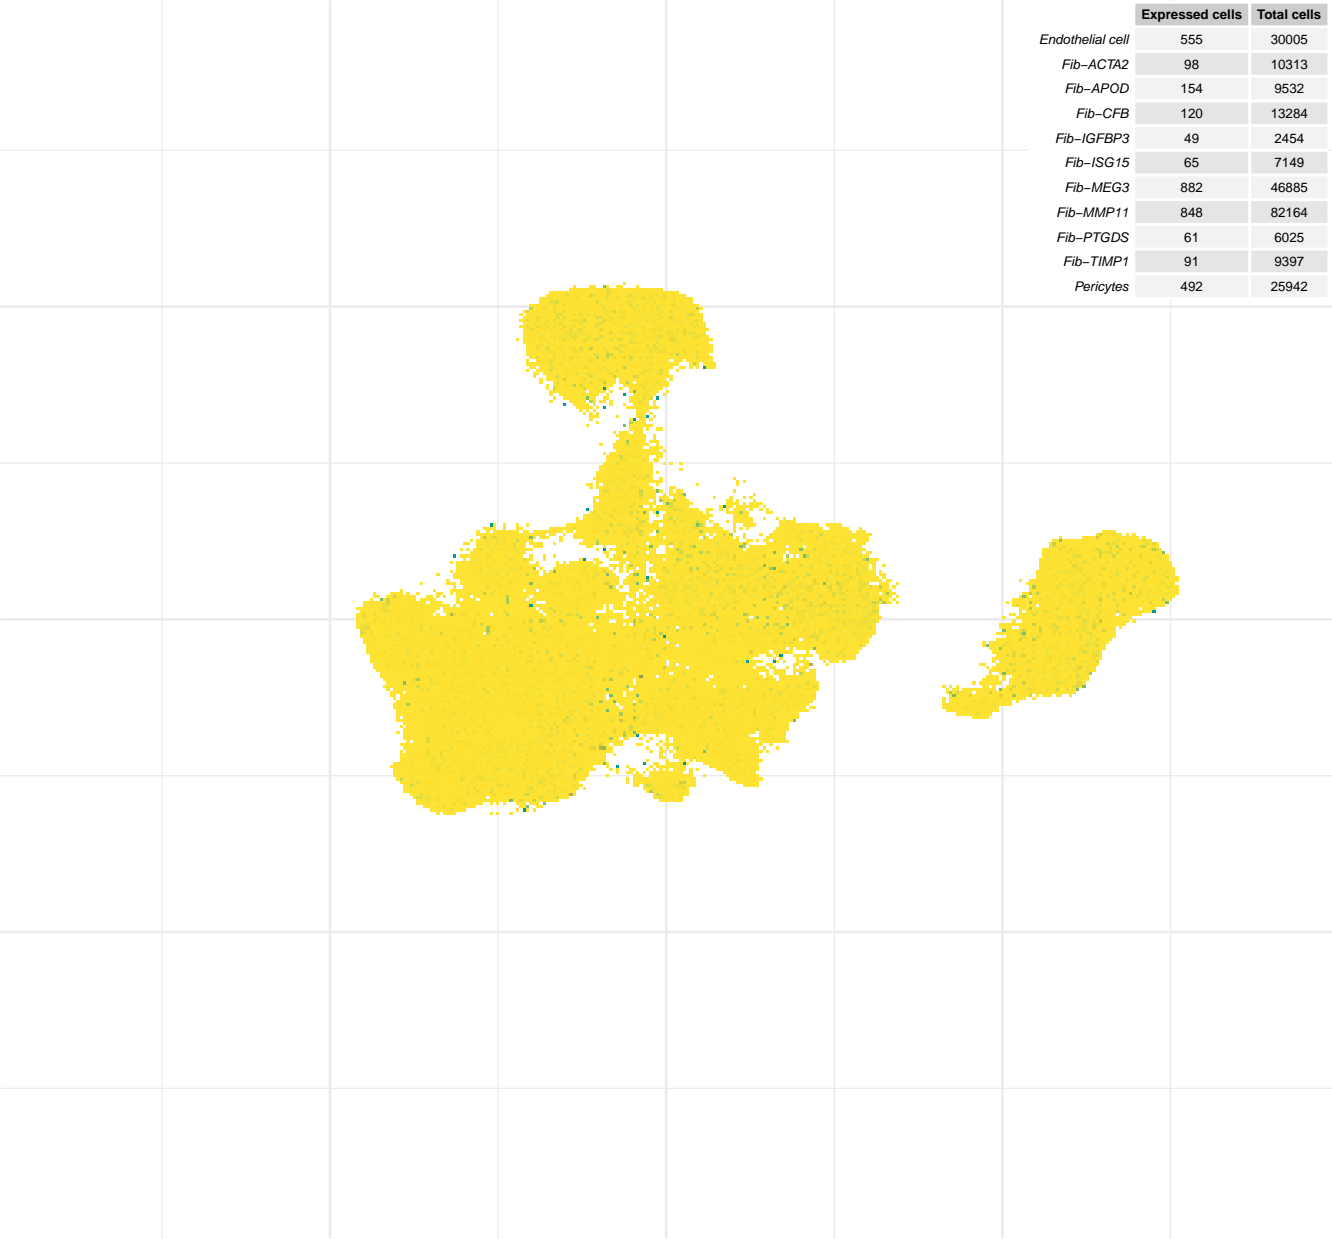 Expressed cells Total cells
Endothelial cell 555 30005
Fib−ACTA2 98 10313
Fib−APOD 154 9532
Fib−CFB 120 13284
Fib−IGFBP3 49 2454
Fib−ISG15 65 7149
Fib−MEG3 882 46885
Fib−MMP11 848 82164
Fib−PTGDS 61 6025
Fib−TIMP1 91 9397
Pericytes 492 25942